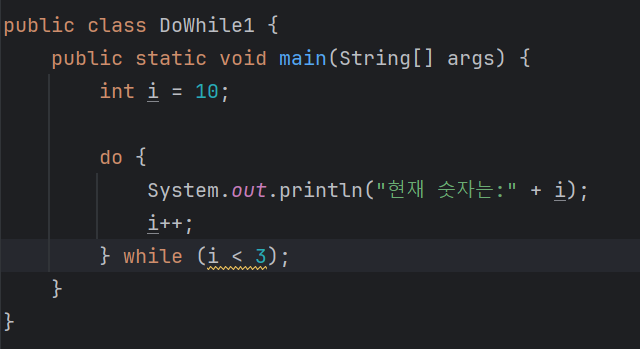 public class DoWhile1 {
    public static void main(String[] args) {
        int i = 10;
        do {
            System.out.println("현재 숫자는:" + i);
            i++;
        } while (i < 3);
    }
}